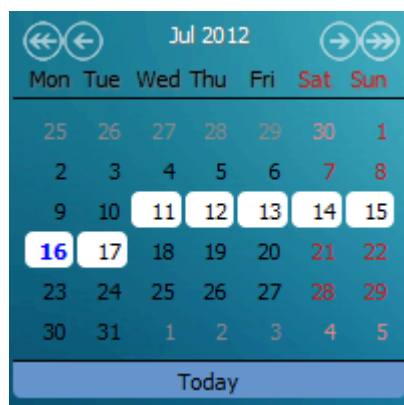 Jul 2012
Mon Tue Wed Thu Fri Sat Sun
25 26 27 28 29 30 1
2 3 4 5 6 7 8
9 10 11 12 13 14 15
16 17 18 19 20 21 22
23 24 25 26 27 28 29
30 31 1 2 3 4 5
Today